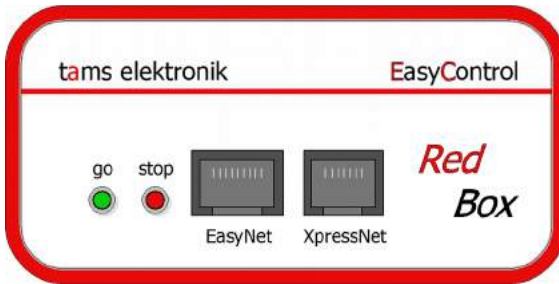 tams elektronik
EasyControl
go
stop
Red
Box
EasyNet
XpressNet